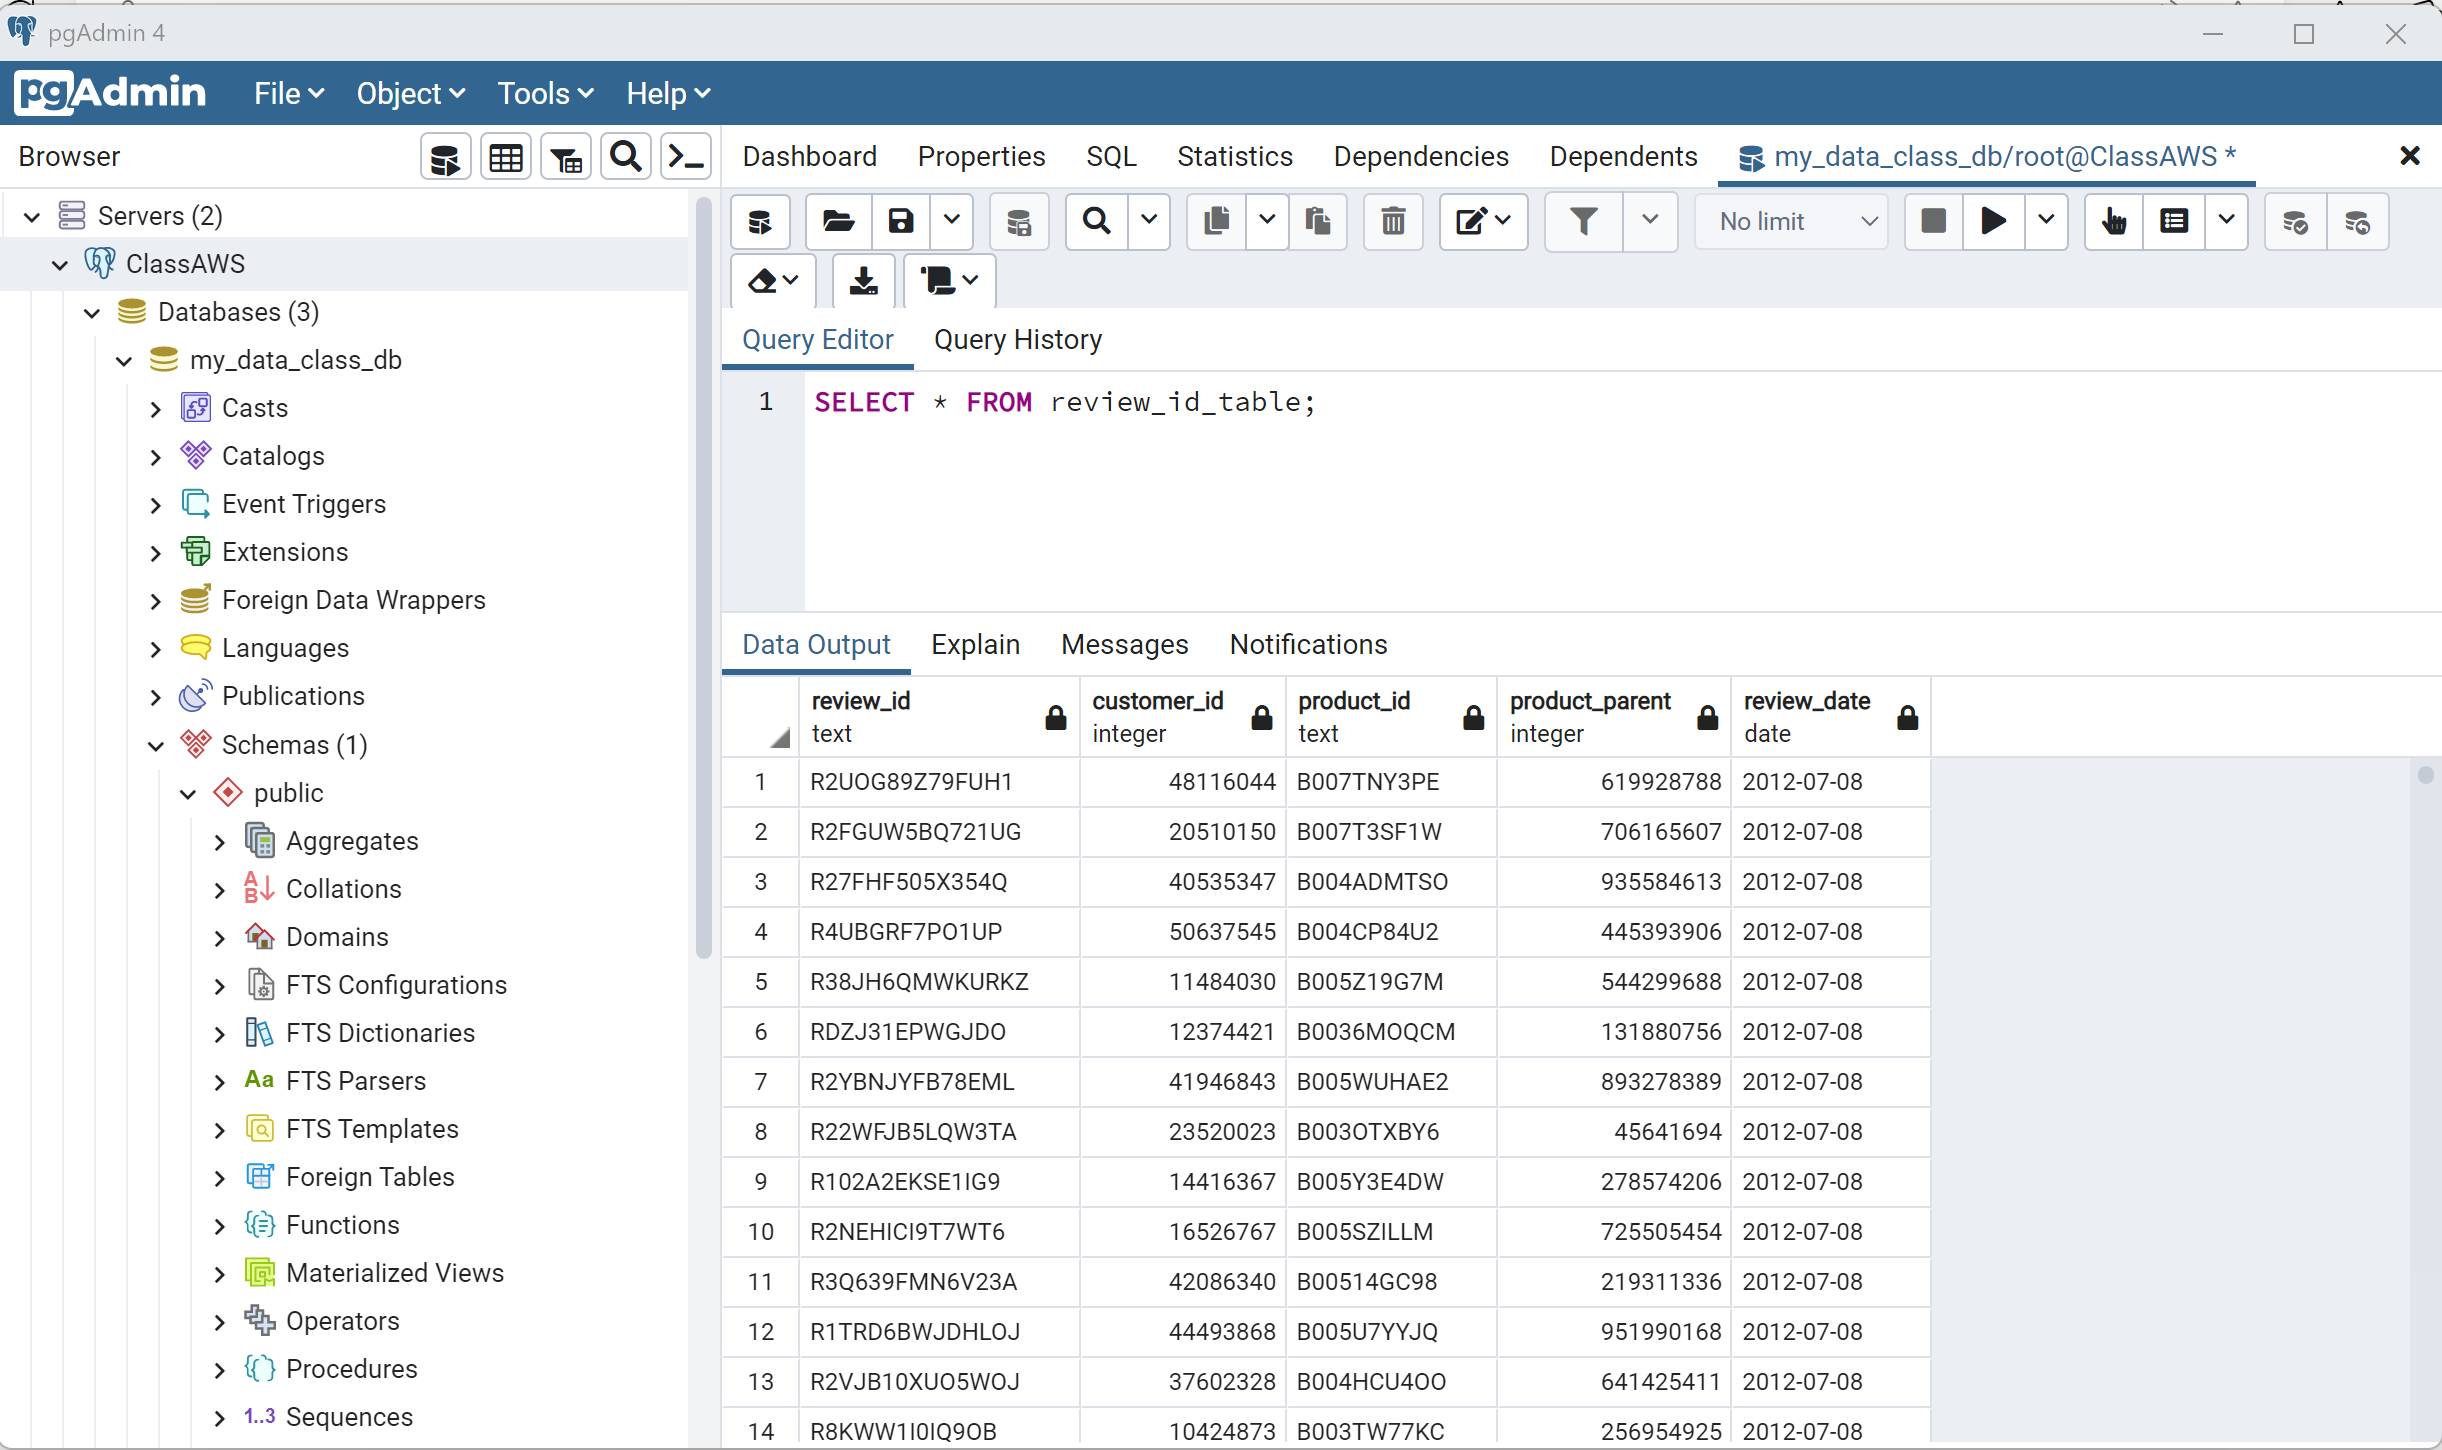 pgAdmin 4
pgAdmin File Object Tools Help
Browser
Dashboard Properties SQL Statistics Dependencies Dependents my_data_class_db/root@ClassAWS *
No limit
Servers (2)
ClassAWS
Databases (3)
my_data_class_db
Casts
Catalogs
Event Triggers
Extensions
Foreign Data Wrappers
Languages
Publications
Schemas (1)
public
Aggregates
Collations
Domains
FTS Configurations
FTS Dictionaries
Aa FTS Parsers
FTS Templates
Foreign Tables
Functions
Materialized Views
Operators
Procedures
1..3 Sequences
Query Editor Query History
1 SELECT * FROM review_id_table;
Data Output Explain Messages Notifications
review_id customer_id product_id product_parent review_date
text integer text integer date
1 R2UOG89Z79FUH1 48116044 B007TNY3PE 619928788 2012-07-08
2 R2FGUW5BQ721UG 20510150 B007T3SF1W 706165607 2012-07-08
3 R27FHF505X354Q 40535347 B004ADMTSO 935584613 2012-07-08
4 R4UBGRF7PO1UP 50637545 B004CP84U2 445393906 2012-07-08
5 R38JH6QMWKURKZ 11484030 B005Z19G7M 544299688 2012-07-08
6 RDZJ31EPWGJDO 12374421 B0036MOQCM 131880756 2012-07-08
7 R2YBNJYFB78EML 41946843 B005WUHAE2 893278389 2012-07-08
8 R22WFJB5LQW3TA 23520023 B003OTXBY6 45641694 2012-07-08
9 R102A2EKSE1IG9 14416367 B005Y3E4DW 278574206 2012-07-08
10 R2NEHICI9T7WT6 16526767 B005SZILLM 725505454 2012-07-08
11 R3Q639FMN6V23A 42086340 B00514GC98 219311336 2012-07-08
12 R1TRD6BWJDHLOJ 44493868 B005U7YYJQ 951990168 2012-07-08
13 R2VJB10XUO5WOJ 37602328 B004HCU4OO 641425411 2012-07-08
14 R8KWW1I0IQ9OB 10424873 B003TW77KC 256954925 2012-07-08